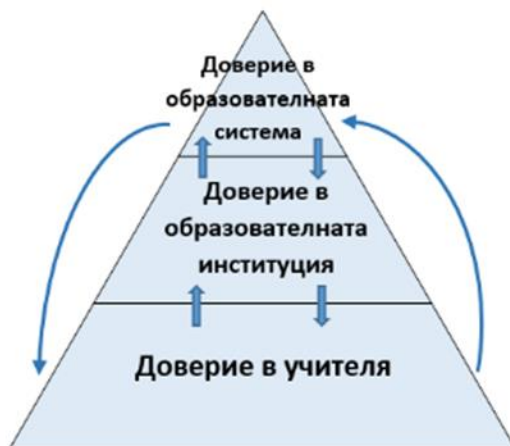 Доверие в
образователната
система
Доверие в
образователната
институция
Доверие в учителя